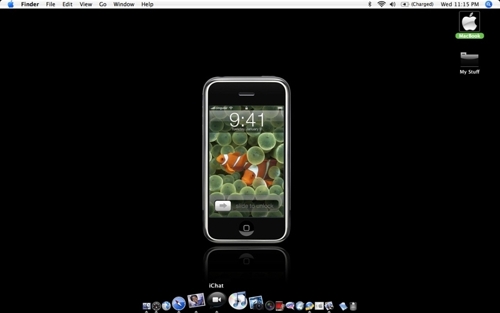 Finder File Edit View Go Window Help (Charged) Wed 11:15 PM
MacBook
My Stuff
9:41
slide to unlock
iChat